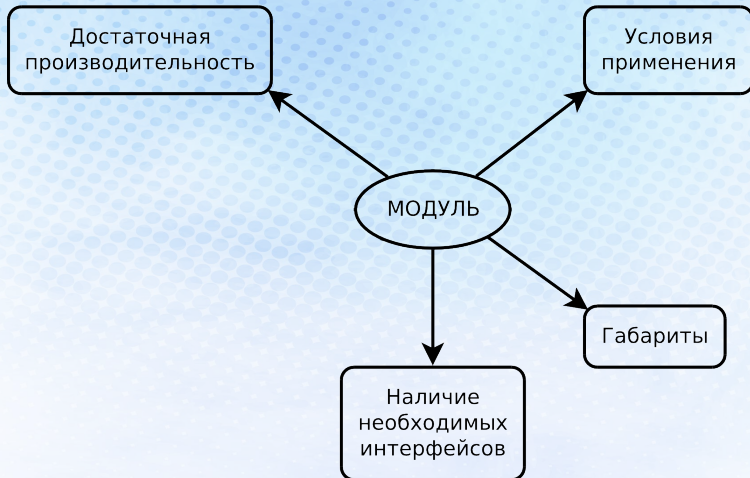 Достаточная
производительность
Условия
применения
МОДУЛЬ
Габариты
Наличие
необходимых
интерфейсов